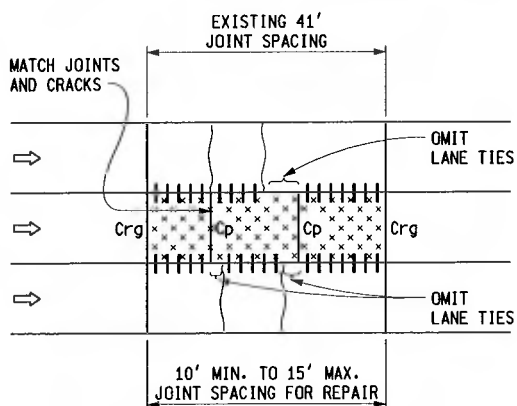 EXISTING 41'
JOINT SPACING
MATCH JOINTS
AND CRACKS
OMIT
LANE TIES
Crg
Cp
Cp
Crg
OMIT
LANE TIES
10' MIN. TO 15' MAX.
JOINT SPACING FOR REPAIR